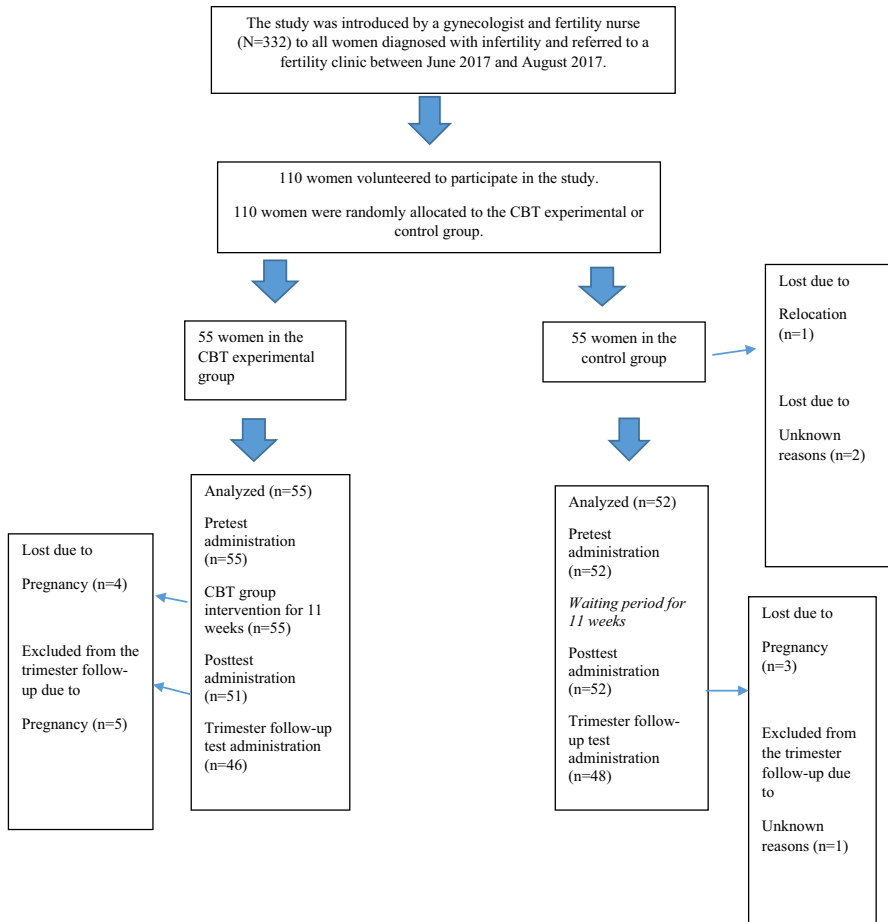 The study was introduced by a gynecologist and fertility nurse
(N=332) to all women diagnosed with infertility and referred to a
fertility clinic between June 2017 and August 2017.
110 women volunteered to participate in the study.
110 women were randomly allocated to the CBT experimental or
control group.
55 women in the
CBT experimental
group
55 women in the
control group
Lost due to
Relocation
(n=1)
Lost due to
Unknown
reasons (n=2)
Analyzed (n=55)
Pretest
administration
(n=55)
CBT group
intervention for 11
weeks (n=55)
Posttest
administration
(n=51)
Trimester follow-up
test administration
(n=46)
Lost due to
Pregnancy (n=4)
Excluded from the
trimester follow-
up due to
Pregnancy (n=5)
Analyzed (n=52)
Pretest
administration
(n=52)
Waiting period for
11 weeks
Posttest
administration
(n=52)
Trimester follow-
up test
administration
(n=48)
Lost due to
Pregnancy
(n=3)
Excluded from
the trimester
follow-up due
to
Unknown
reasons (n=1)